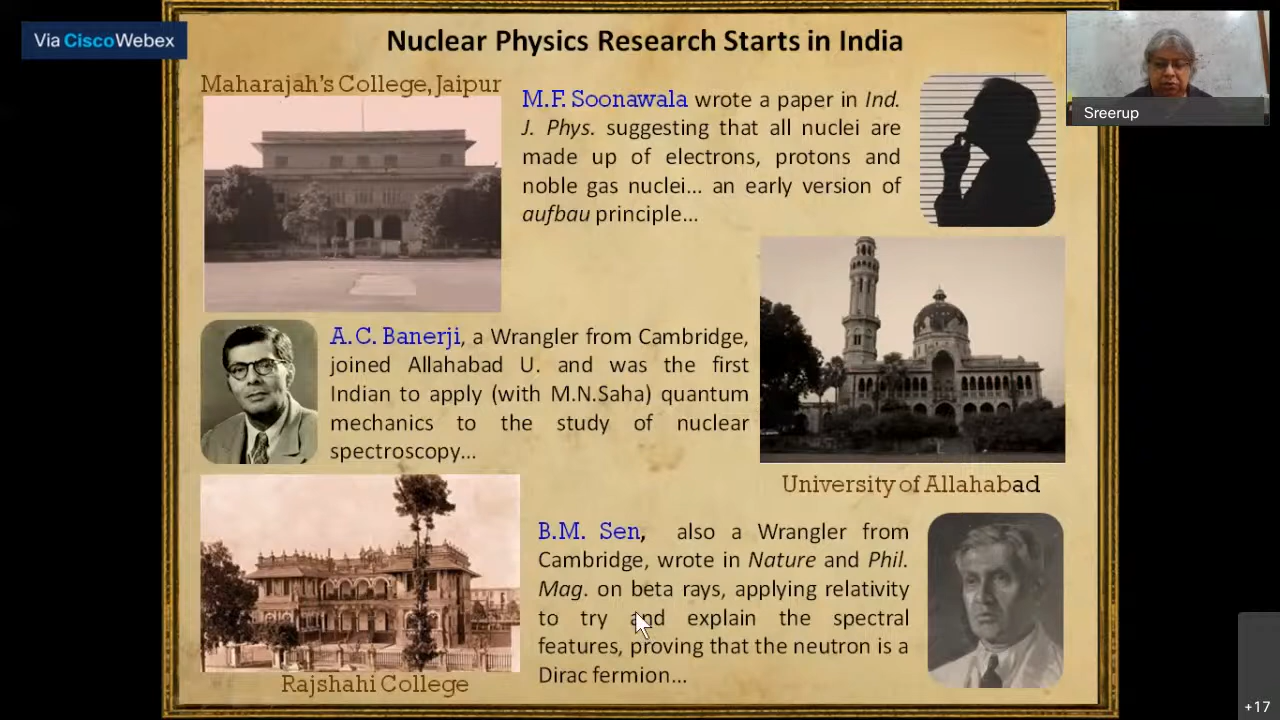 Via Cisco Webex
Nuclear Physics Research Starts in India
Maharajah's College, Jaipur
M.F. Soonawala wrote a paper in Ind.
J. Phys. suggesting that all nuclei are
made up of electrons, protons and
noble gas nuclei... an early version of
aufbau principle...
Sreerup
A.C. Banerji, a Wrangler from Cambridge,
joined Allahabad U. and was the first
Indian to apply (with M.N.Saha) quantum
mechanics to the study of nuclear
spectroscopy...
University of Allahabad
B.M. Sen, also a Wrangler from
Cambridge, wrote in Nature and Phil.
Mag. on beta rays, applying relativity
to try and explain the spectral
features, proving that the neutron is a
Dirac fermion...
Rajshahi College
+17